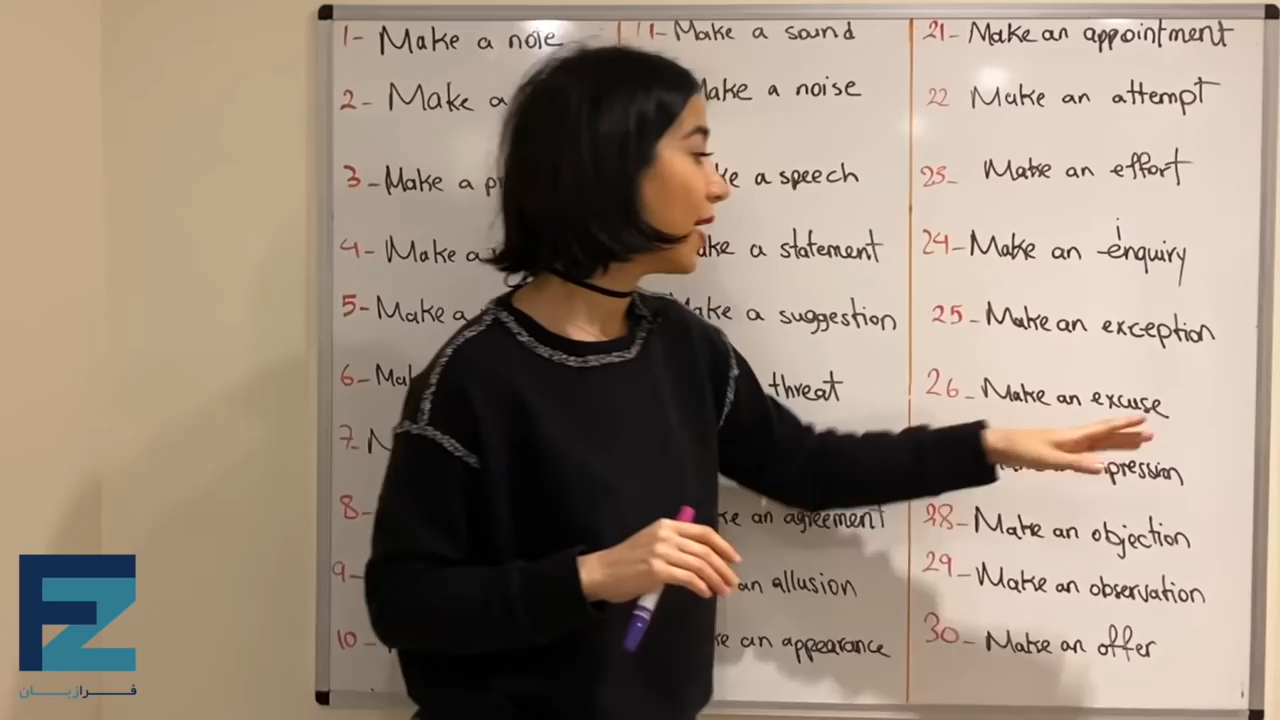 1- Make a note
2- Make a
3- Make a
4- Make a
5- Make a
6-
7-
8-
9-
10-
11- Make a sound
Make a noise
a speech
a statement
Make a suggestion
threat
an agreement
an allusion
an appearance
21- Make an appointment
22 Make an attempt
23- Make an effort
24- Make an enquiry
i
25- Make an exception
26- Make an excuse
28- Make an objection
29- Make an observation
30- Make an offer
FZ
فرازبان